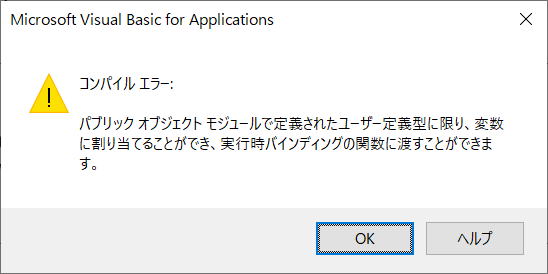 Microsoft Visual Basic for Applications
コンパイル エラー:
パブリック オブジェクト モジュールで定義されたユーザー定義型に限り、変数
に割り当てることができ、実行時バインディングの関数に渡すことができま
す。
OK
ヘルプ